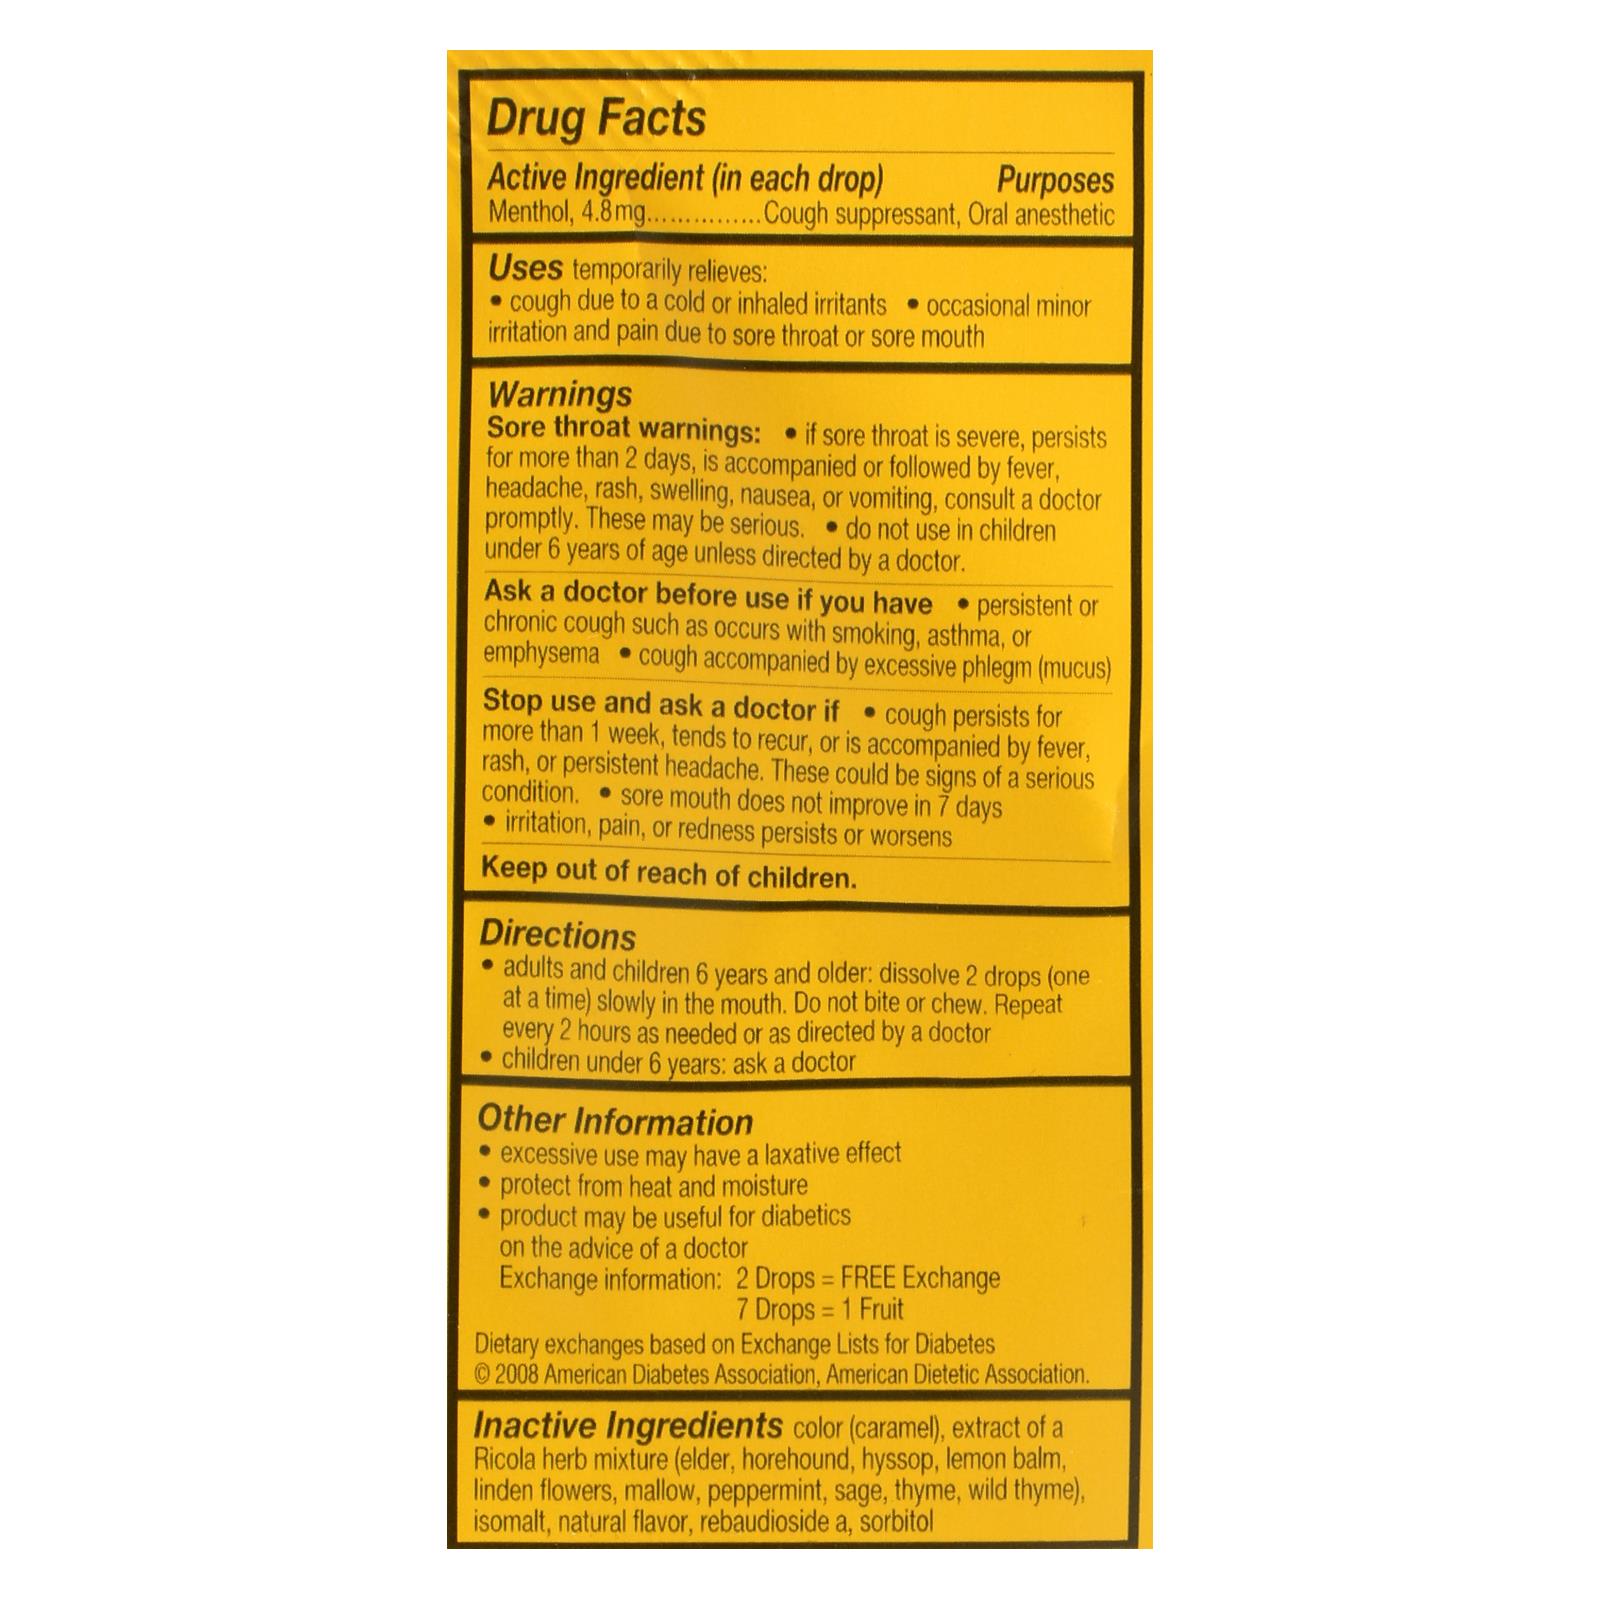 Drug Facts
Active Ingredient (in each drop) Purposes
Menthol, 4.8mg...............Cough suppressant, Oral anesthetic
Uses temporarily relieves:
• cough due to a cold or inhaled irritants • occasional minor
irritation and pain due to sore throat or sore mouth
Warnings
Sore throat warnings: • if sore throat is severe, persists
for more than 2 days, is accompanied or followed by fever,
headache, rash, swelling, nausea, or vomiting, consult a doctor
promptly. These may be serious. • do not use in children
under 6 years of age unless directed by a doctor.
Ask a doctor before use if you have • persistent or
chronic cough such as occurs with smoking, asthma, or
emphysema • cough accompanied by excessive phlegm (mucus)
Stop use and ask a doctor if • cough persists for
more than 1 week, tends to recur, or is accompanied by fever,
rash, or persistent headache. These could be signs of a serious
condition. • sore mouth does not improve in 7 days
• irritation, pain, or redness persists or worsens
Keep out of reach of children.
Directions
• adults and children 6 years and older: dissolve 2 drops (one
at a time) slowly in the mouth. Do not bite or chew. Repeat
every 2 hours as needed or as directed by a doctor
• children under 6 years: ask a doctor
Other Information
• excessive use may have a laxative effect
• protect from heat and moisture
• product may be useful for diabetics
on the advice of a doctor
Exchange information: 2 Drops = FREE Exchange
7 Drops = 1 Fruit
Dietary exchanges based on Exchange Lists for Diabetes
© 2008 American Diabetes Association, American Dietetic Association.
Inactive Ingredients color (caramel), extract of a
Ricola herb mixture (elder, horehound, hyssop, lemon balm,
linden flowers, mallow, peppermint, sage, thyme, wild thyme),
isomalt, natural flavor, rebaudioside a, sorbitol